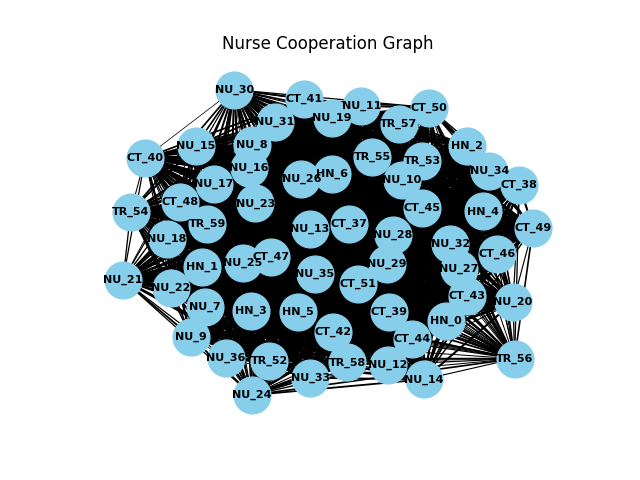 Nurse Cooperation Graph
NU_30
CT_41
NU_11
CT_50
NU_31
NU_19
TR_57
NU_15
NU_8
HN_2
CT_40
TR_55
TR_53
NU_16
NU_34
NU_17
NU_26
HN_6
NU_10
CT_38
CT_48
NU_23
TR_54
CT_45
HN_4
TR_59
NU_13
CT_37
CT_49
NU_18
NU_28
NU_32
CT_46
HN_1
NU_25
CT_47
NU_29
NU_27
NU_21
NU_35
CT_51
NU_22
CT_43
NU_20
NU_7
HN_3
HN_5
CT_39
HN_0
NU_9
CT_42
CT_44
NU_36
TR_52
TR_58
NU_12
TR_56
NU_33
NU_14
NU_24